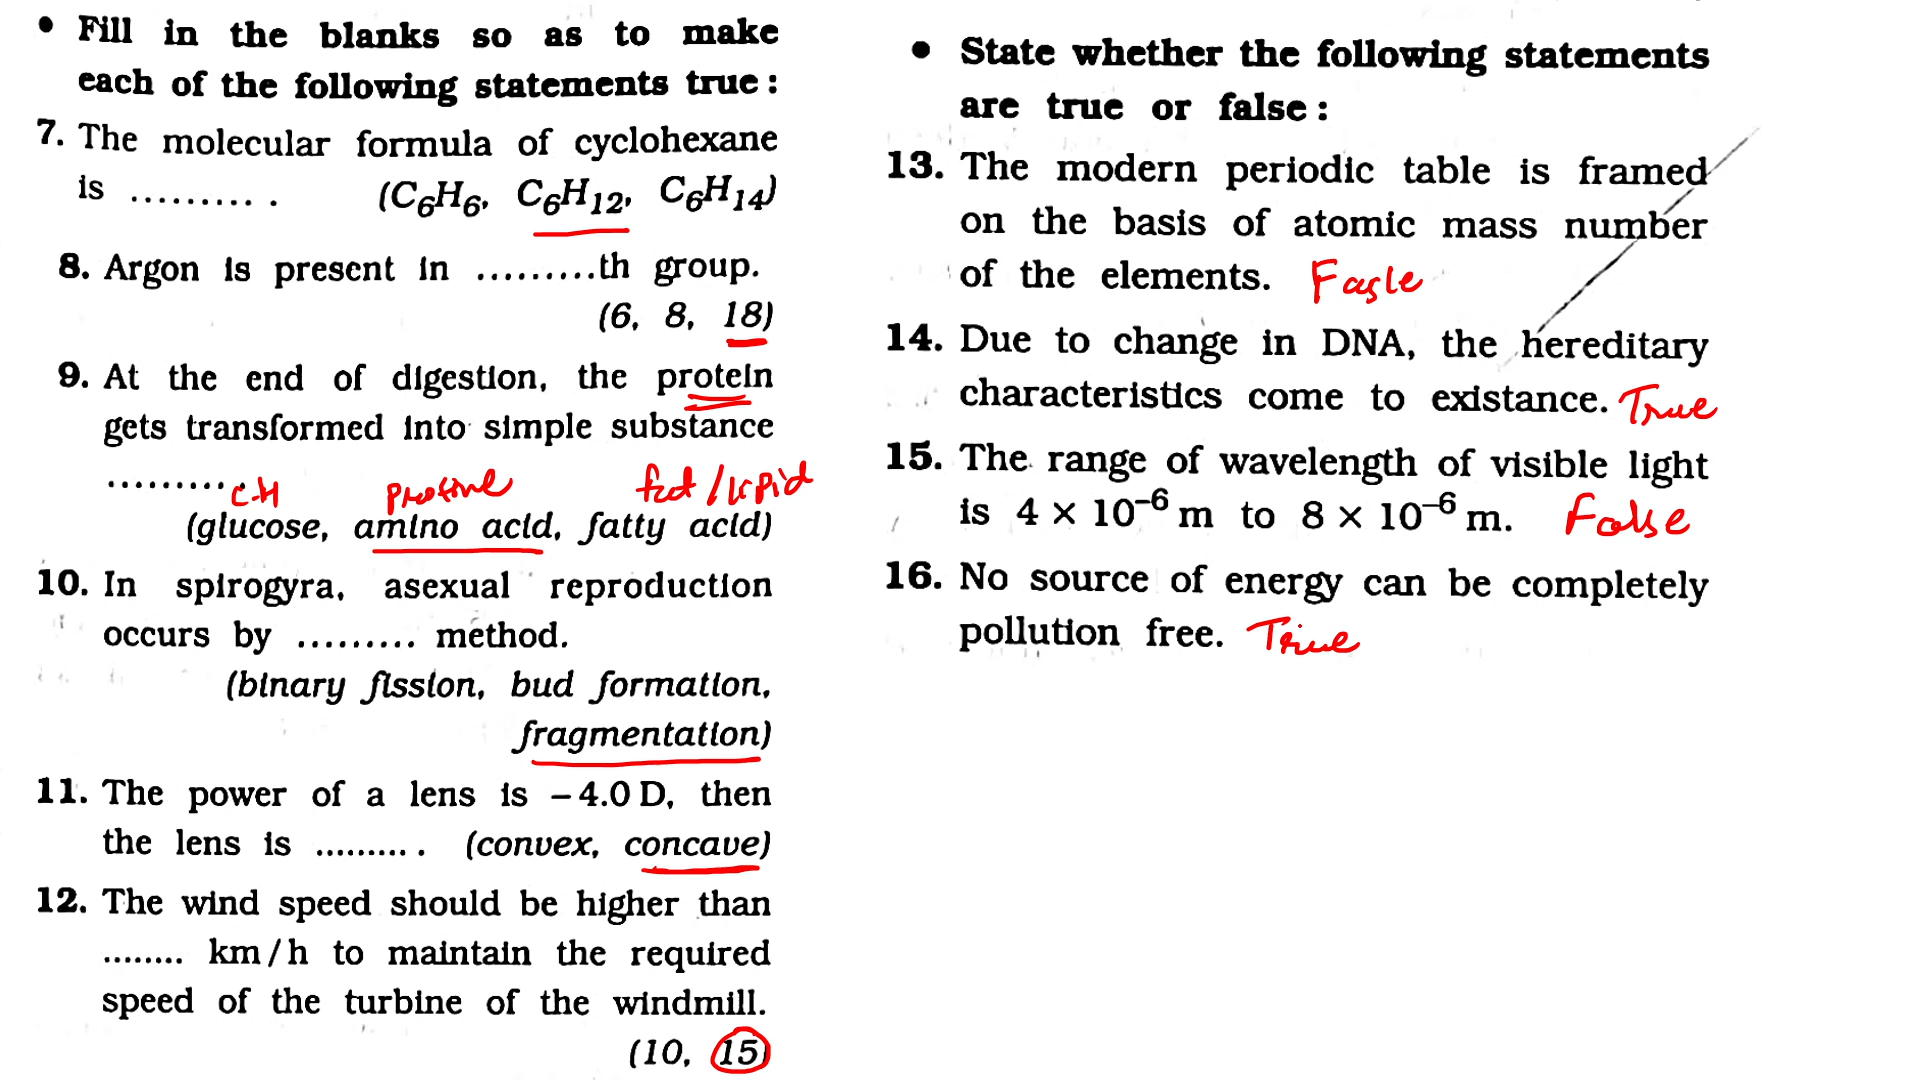 • Fill in the blanks so as to make
each of the following statements true :
7. The molecular formula of cyclohexane
is .......... . (C₆H₆, C₆H₁₂, C₆H₁₄)
8. Argon is present in .........th group.
(6, 8, 18)
9. At the end of digestion, the protein
gets transformed into simple substance
.......... C-H protine fat/lipid
(glucose, amino acid, fatty acid)
10. In spirogyra, asexual reproduction
occurs by ......... method.
(binary fission, bud formation,
fragmentation)
11. The power of a lens is – 4.0 D, then
the lens is .......... . (convex, concave)
12. The wind speed should be higher than
........ km/h to maintain the required
speed of the turbine of the windmill.
(10, 15)
• State whether the following statements
are true or false :
13. The modern periodic table is framed
on the basis of atomic mass number
of the elements.
14. Due to change in DNA, the hereditary
characteristics come to existance. True
15. The range of wavelength of visible light
is 4 × 10⁻⁶ m to 8 × 10⁻⁶ m. False
16. No source of energy can be completely
pollution free. True